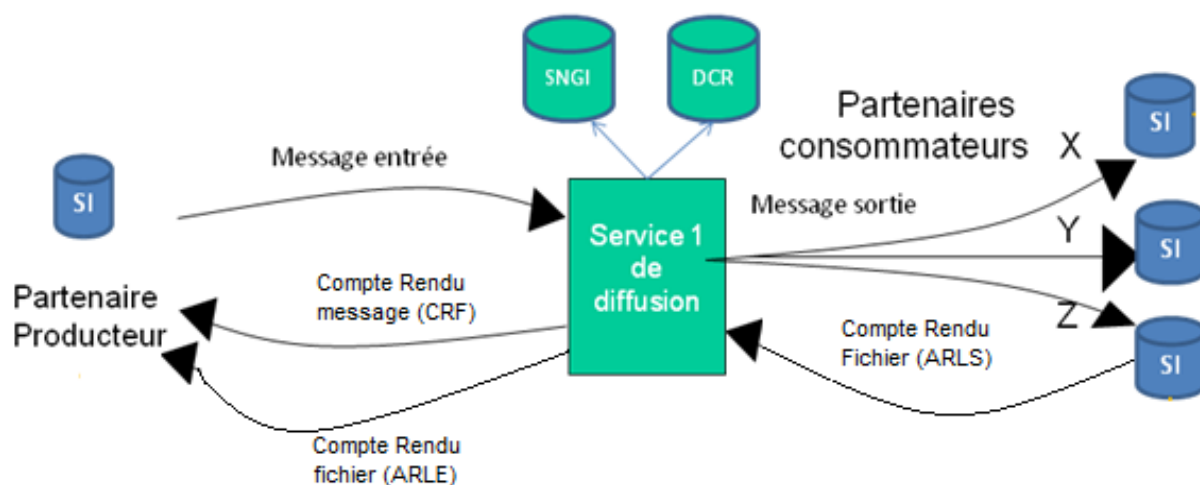 SNGI
DCR
Partenaires
consommateurs
X
SI
Message entrée
SI
Message sortie
Service 1
de
diffusion
Y
SI
Partenaire
Producteur
Compte Rendu
message (CRF)
Z
Compte Rendu
Fichier (ARLS)
SI
Compte Rendu
fichier (ARLE)